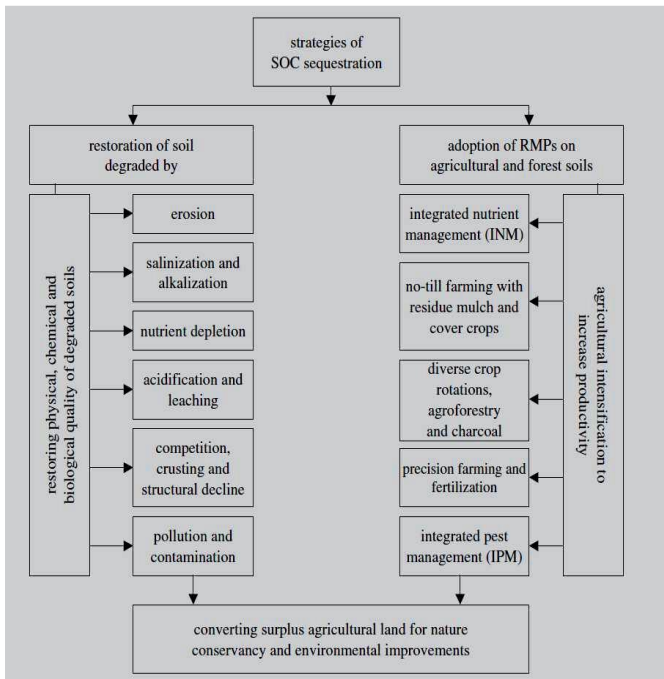 strategies of
SOC sequestration
restoration of soil
degraded by
adoption of RMPs on
agricultural and forest soils
restoring physical, chemical and
biological quality of degraded soils
erosion
salinization and
alkalization
nutrient depletion
acidification and
leaching
competition,
crusting and
structural decline
pollution and
contamination
integrated nutrient
management (INM)
no-till farming with
residue mulch and
cover crops
diverse crop
rotations,
agroforestry
and charcoal
precision farming and
fertilization
integrated pest
management (IPM)
agricultural intensification to
increase productivity
converting surplus agricultural land for nature
conservancy and environmental improvements